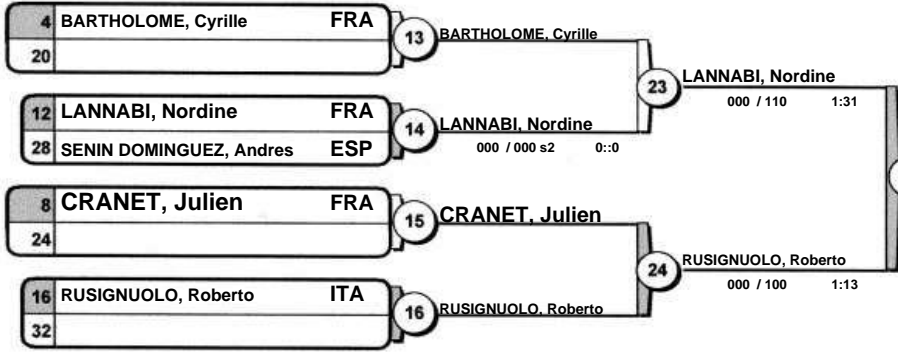 4 BARTHOLOME, Cyrille FRA
20
13 BARTHOLOME, Cyrille
12 LANNABI, Nordine FRA
28 SENIN DOMINGUEZ, Andres ESP
14 LANNABI, Nordine
000 / 000 s2 0::0
23 LANNABI, Nordine
000 / 110 1:31
8 CRANET, Julien FRA
24
15 CRANET, Julien
16 RUSIGNUOLO, Roberto ITA
32
16 RUSIGNUOLO, Roberto
24 RUSIGNUOLO, Roberto
000 / 100 1:13